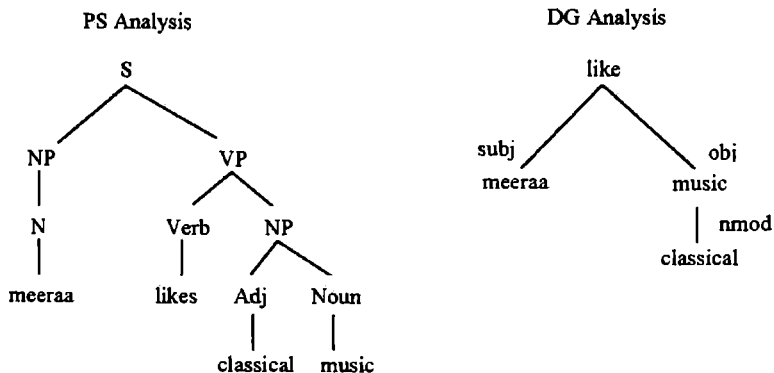 PS Analysis
S
NP VP
N Verb NP
meeraa likes Adj Noun
classical music
DG Analysis
like
subj obj
meeraa music
nmod
classical